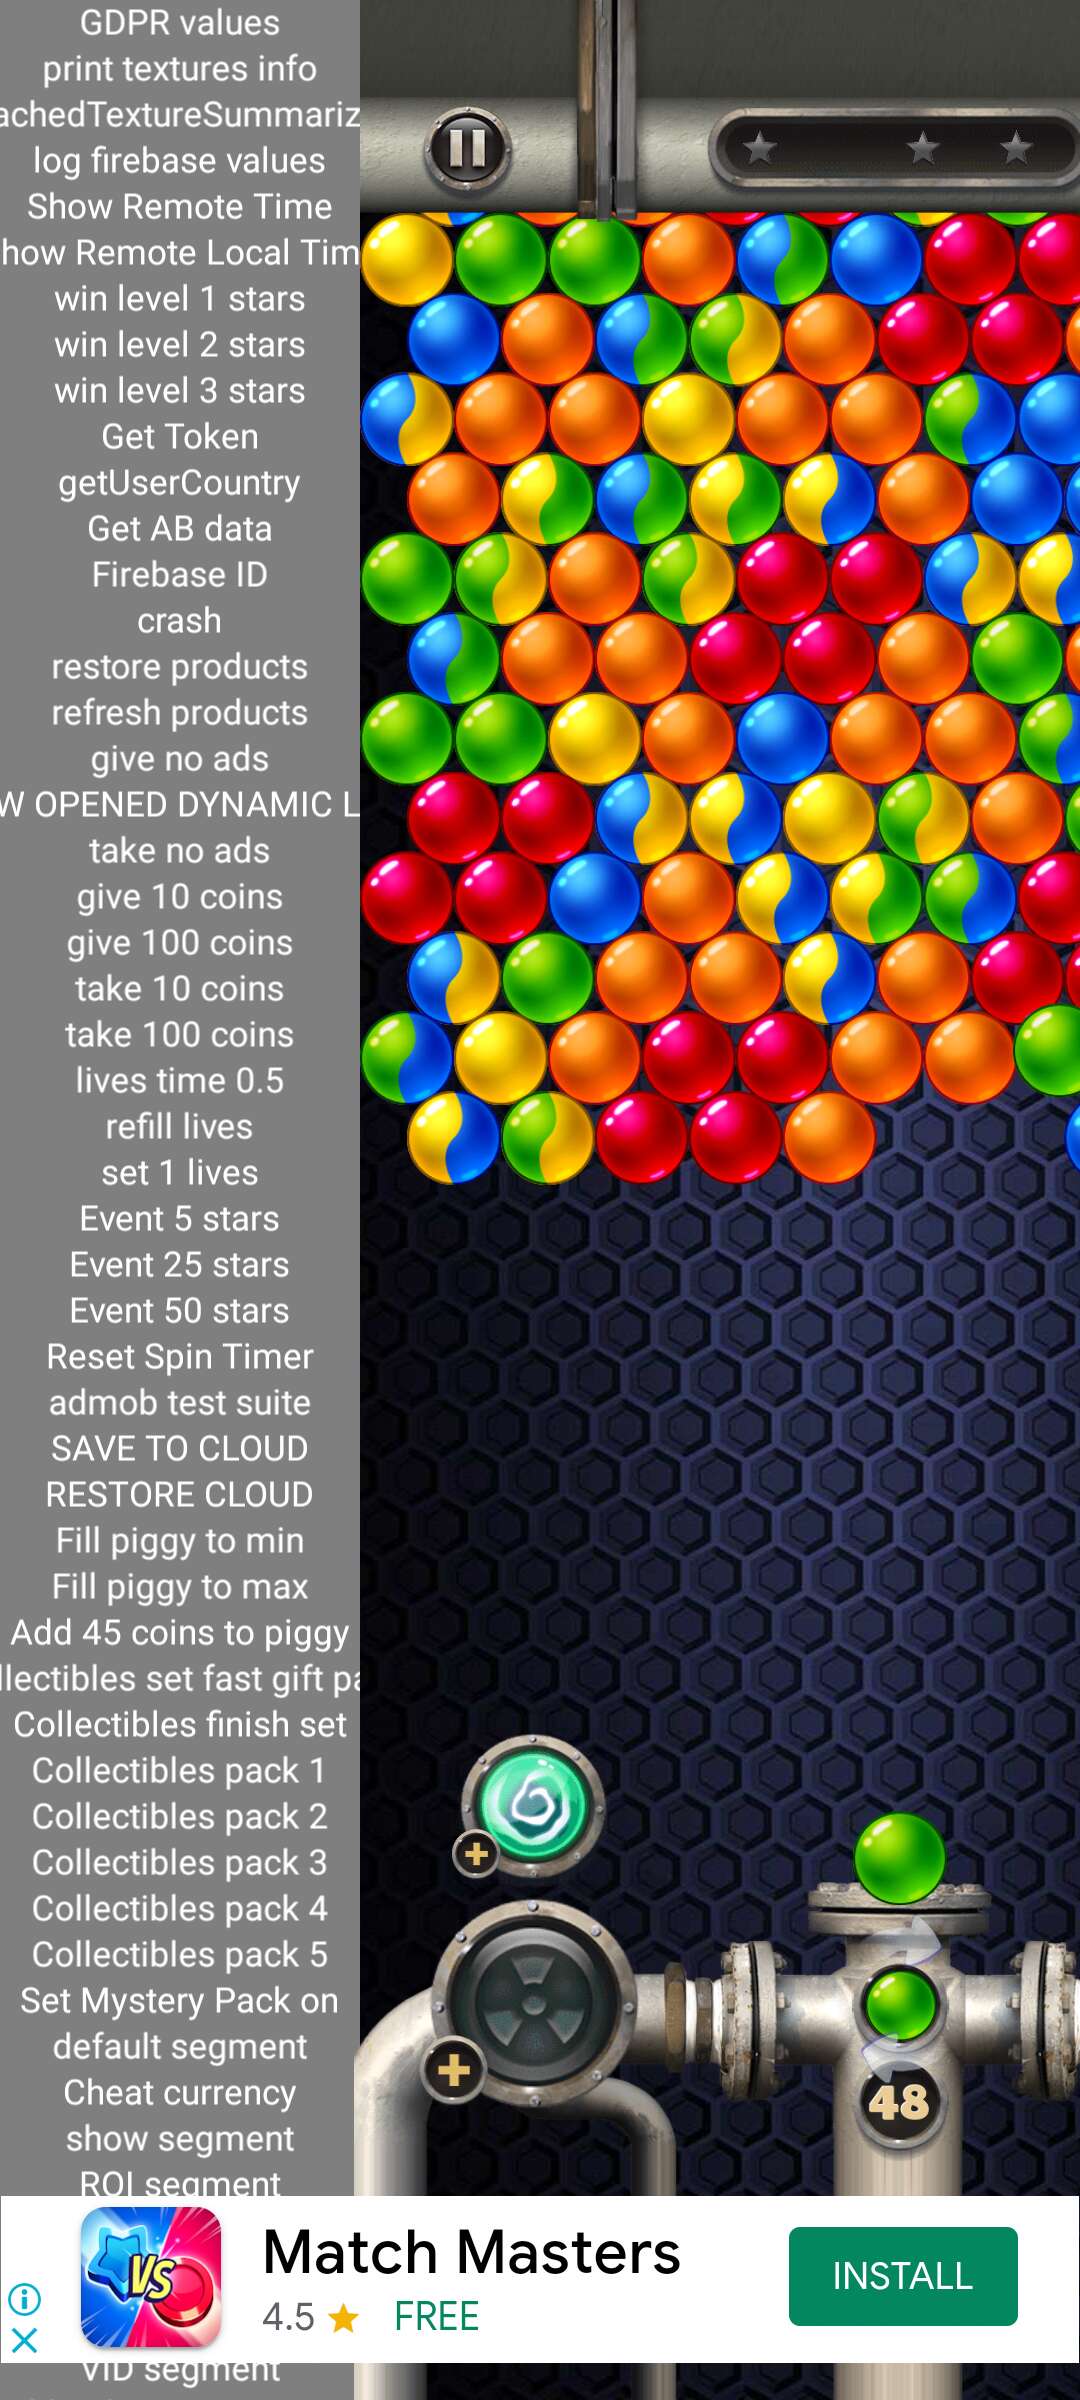 GDPR values
print textures info
achedTextureSummariz
log firebase values
Show Remote Time
how Remote Local Tim
win level 1 stars
win level 2 stars
win level 3 stars
Get Token
getUserCountry
Get AB data
Firebase ID
crash
restore products
refresh products
give no ads
W OPENED DYNAMIC L
take no ads
give 10 coins
give 100 coins
take 10 coins
take 100 coins
lives time 0.5
refill lives
set 1 lives
Event 5 stars
Event 25 stars
Event 50 stars
Reset Spin Timer
admob test suite
SAVE TO CLOUD
RESTORE CLOUD
Fill piggy to min
Fill piggy to max
Add 45 coins to piggy
llectibles set fast gift pa
Collectibles finish set
Collectibles pack 1
Collectibles pack 2
Collectibles pack 3
Collectibles pack 4
Collectibles pack 5
Set Mystery Pack on
default segment
Cheat currency
48
show segment
ROI segment
Match Masters
VS
INSTALL
4.5 ★ FREE
VID segment